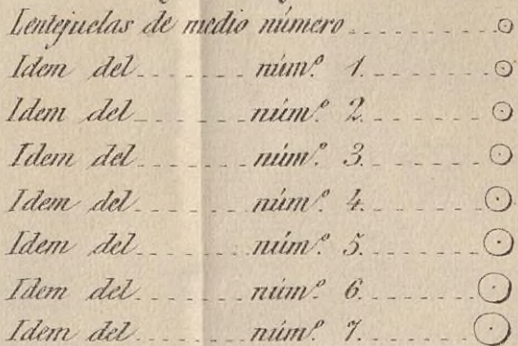 Lentejuelas de medio número
Idem del núm.º 1.
Idem del núm.º 2.
Idem del núm.º 3.
Idem del núm.º 4.
Idem del núm.º 5.
Idem del núm.º 6.
Idem del núm.º 7.